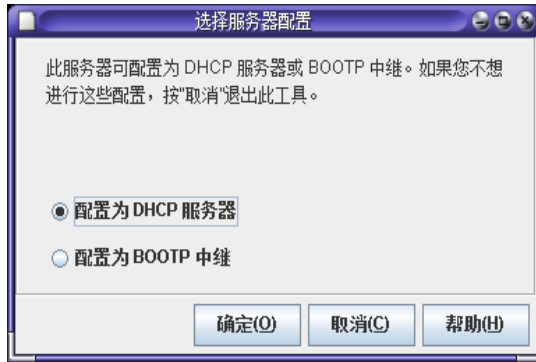 选择服务器配置
此服务器可配置为 DHCP 服务器或 BOOTP 中继。如果您不想
进行这些配置，按"取消"退出此工具。
配置为 DHCP 服务器
配置为 BOOTP 中继
确定(O) 取消(C) 帮助(H)